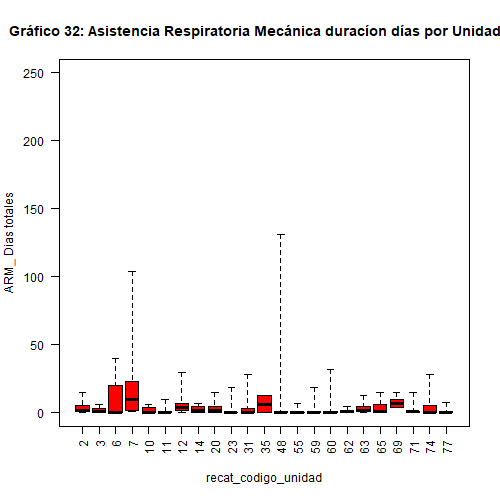 Gráfico 32: Asistencia Respiratoria Mecánica duracíon días por Unidad
250
200
150
100
50
0
ARM_ Dias totales
2 3 6 7 10 11 12 14 20 23 31 35 48 55 59 60 62 63 65 69 71 74 77
recat_codigo_unidad